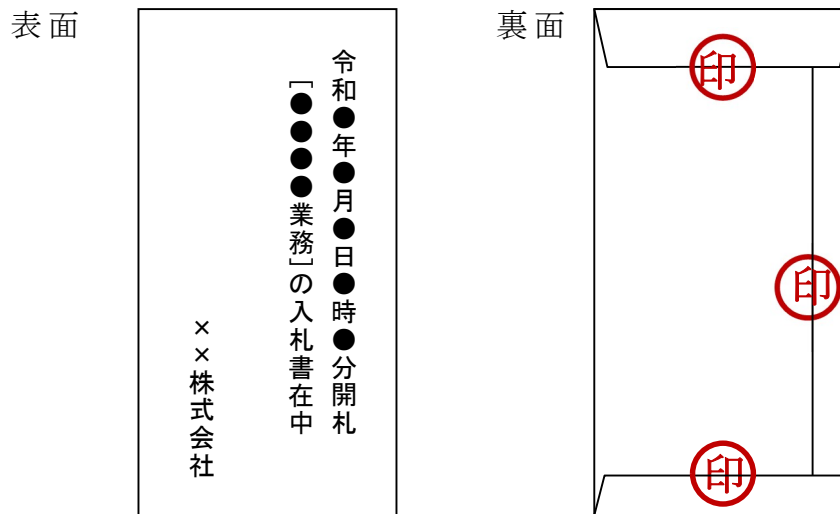 表面
令和●年●月●日●時●分開札
［●●●●業務］の入札書在中
××株式会社
裏面
印
印
印